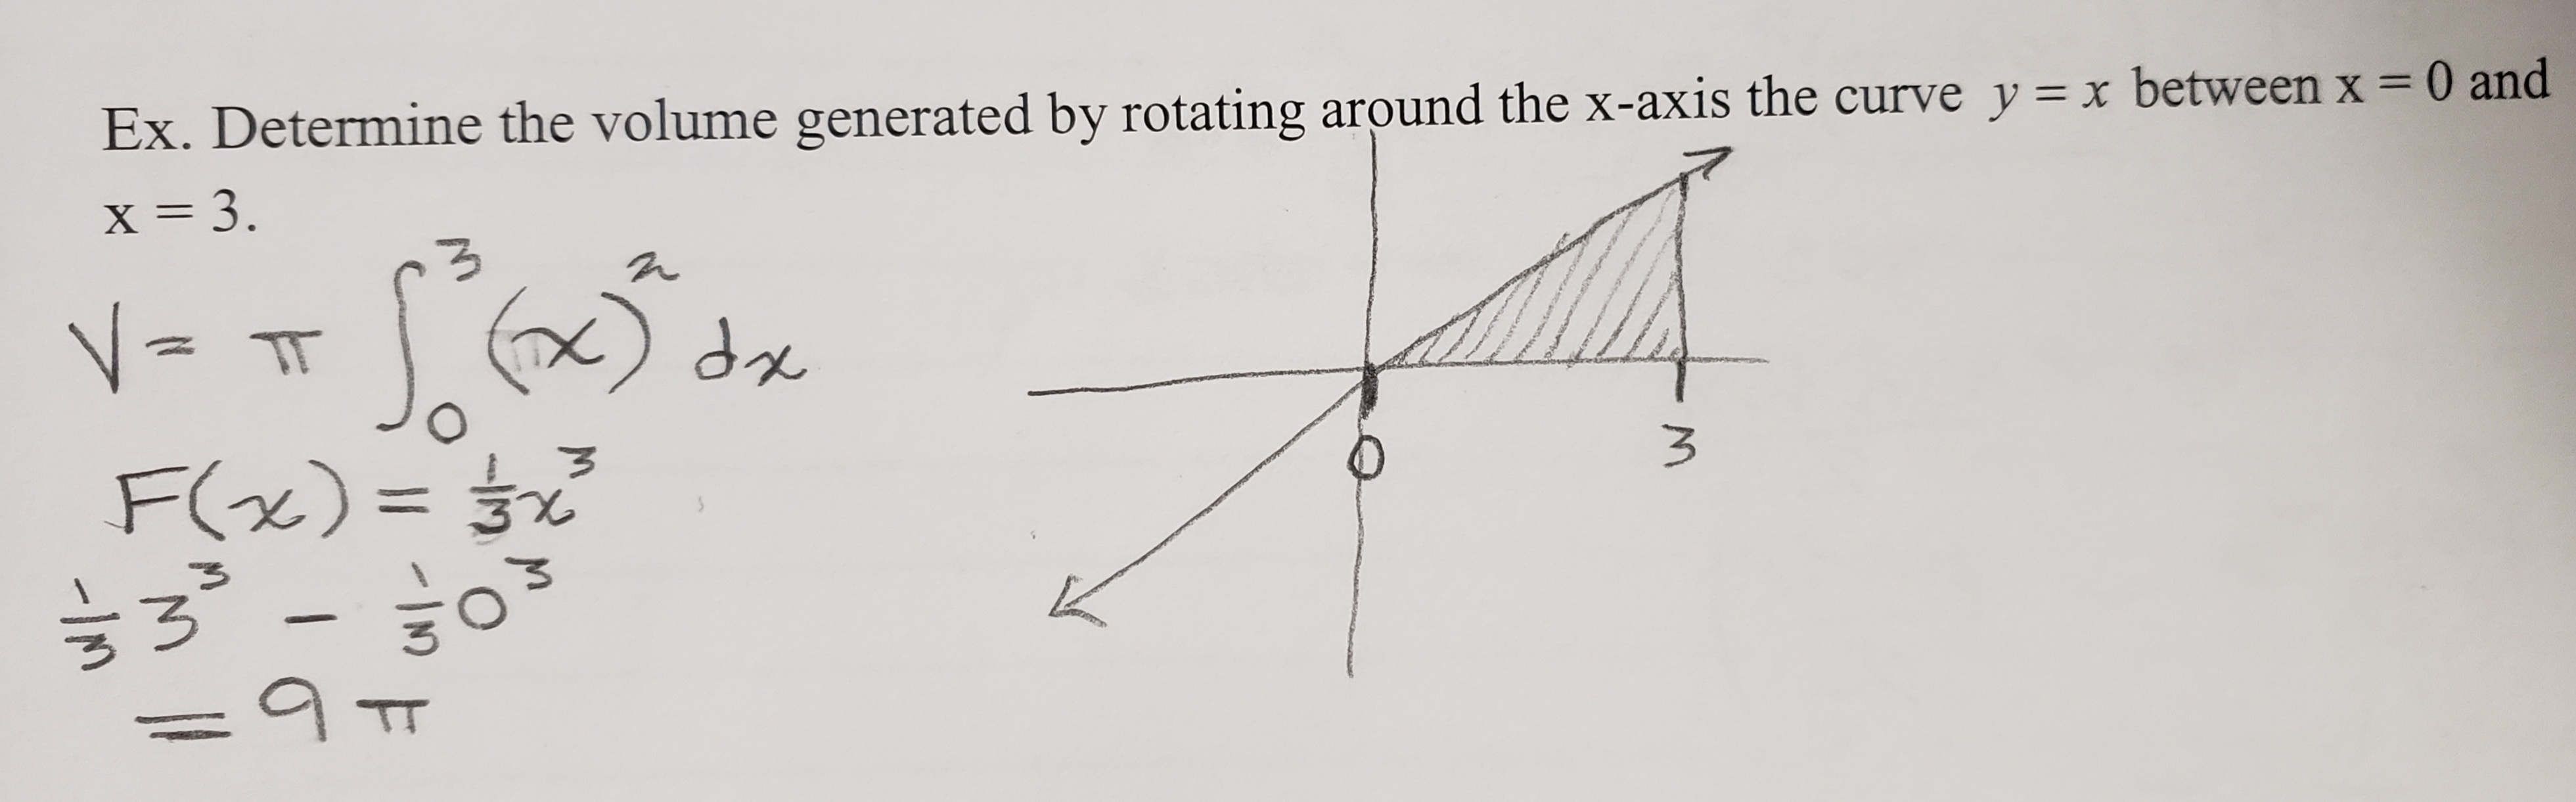 Ex. Determine the volume generated by rotating around the x-axis the curve y = x between x = 0 and
x = 3.
V = π ∫₀³ (x)² dx
F(x) = ⅓x³
⅓3³ - ⅓0³
= 9π
0 3